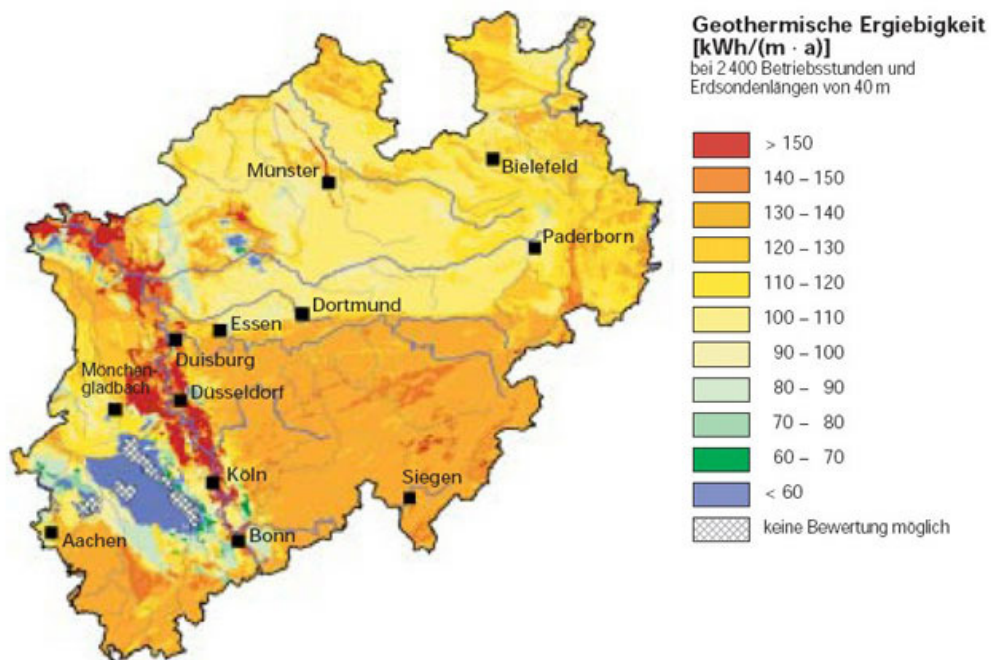 Geothermische Ergiebigkeit
[kWh/(m · a)]
bei 2 400 Betriebsstunden und
Erdsondenlängen von 40 m
> 150
140 – 150
130 – 140
120 – 130
110 – 120
100 – 110
90 – 100
80 – 90
70 – 80
60 – 70
< 60
keine Bewertung möglich
Münster
Bielefeld
Paderborn
Dortmund
Essen
Duisburg
Mönchen-
gladbach
Düsseldorf
Köln
Siegen
Aachen
Bonn